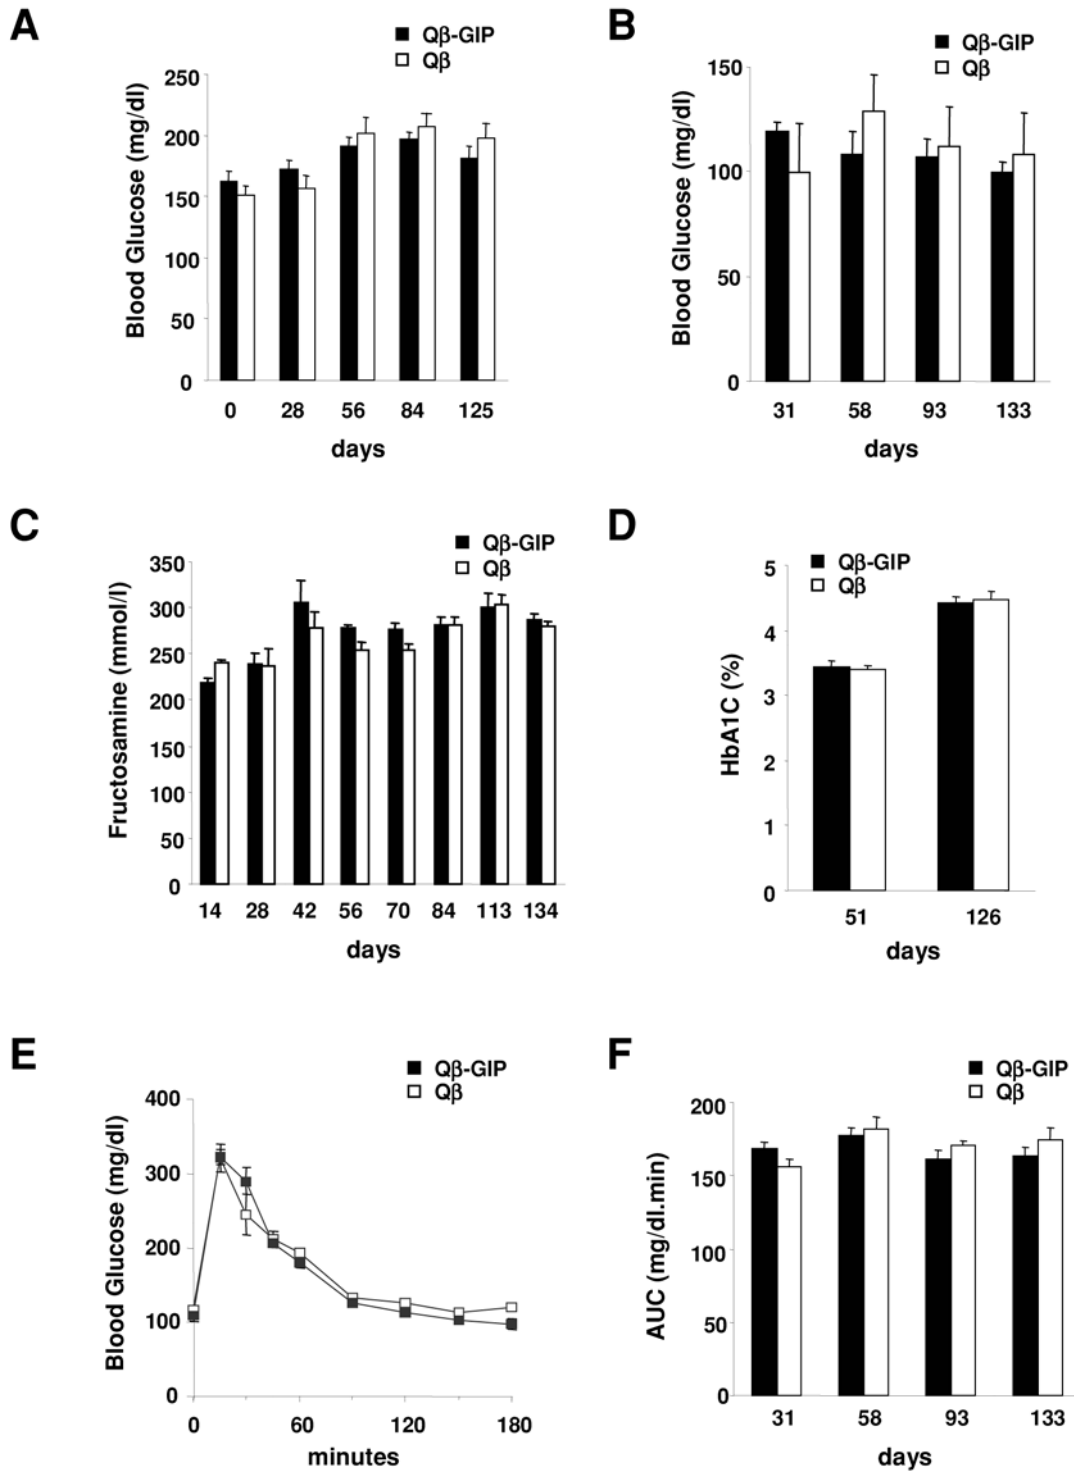 A
Qβ-GIP
Qβ
250
200
150
100
50
0
Blood Glucose (mg/dl)
0 28 56 84 125
days
B
Qβ-GIP
Qβ
150
100
50
0
Blood Glucose (mg/dl)
31 58 93 133
days
C
Qβ-GIP
Qβ
350
300
250
200
150
100
50
0
Fructosamine (mmol/l)
14 28 42 56 70 84 113 134
days
D
Qβ-GIP
Qβ
5
4
3
2
1
0
HbA1C (%)
51 126
days
E
Qβ-GIP
Qβ
400
300
200
100
0
Blood Glucose (mg/dl)
0 60 120 180
minutes
F
Qβ-GIP
Qβ
200
150
100
50
0
AUC (mg/dl.min)
31 58 93 133
days